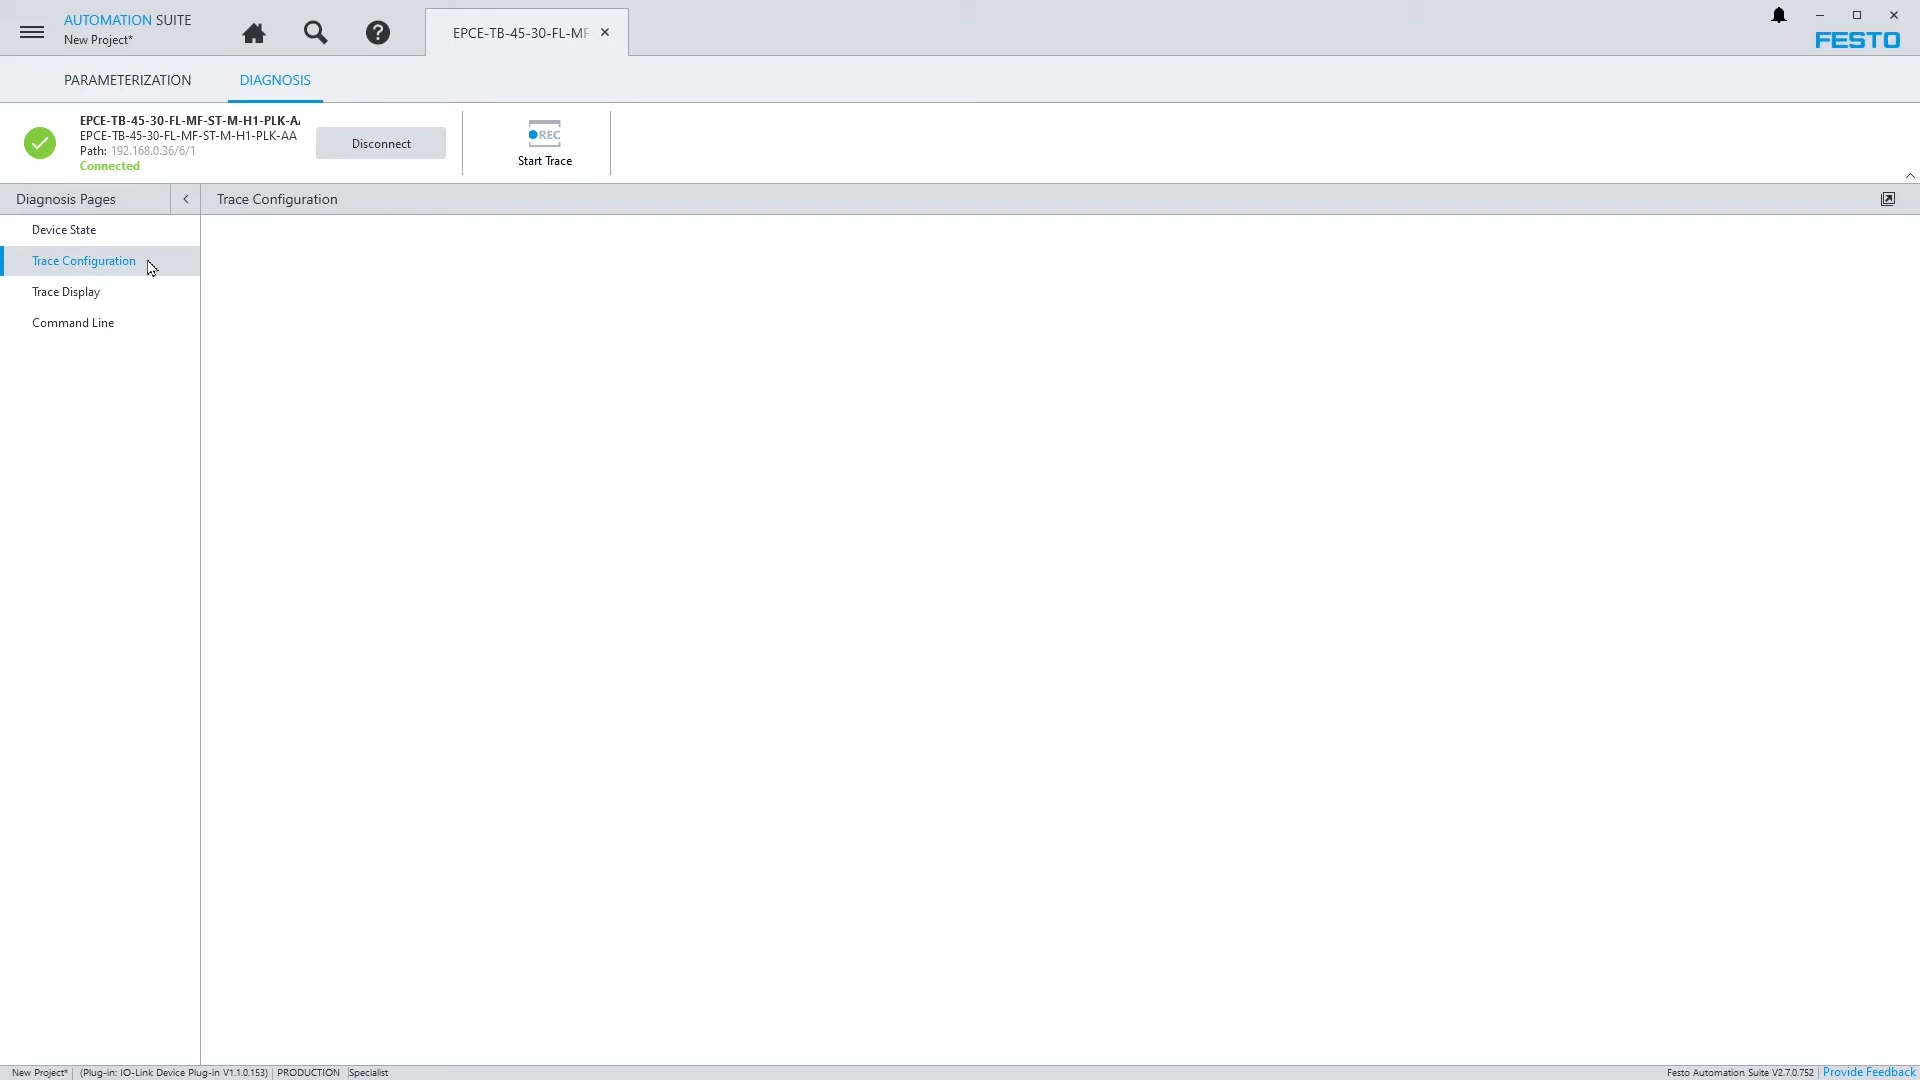 AUTOMATION SUITE
New Project*
EPCE-TB-45-30-FL-MF
FESTO
PARAMETERIZATION
DIAGNOSIS
EPCE-TB-45-30-FL-MF-ST-M-H1-PLK-A
EPCE-TB-45-30-FL-MF-ST-M-H1-PLK-AA
Path: 192.168.0.36/6/1
Connected
Disconnect
REC
Start Trace
Diagnosis Pages
Trace Configuration
Device State
Trace Configuration
Trace Display
Command Line
New Project* (Plug-in: IO-Link Device Plug-in V1.1.0.153) PRODUCTION Specialist
Festo Automation Suite V2.7.0.752 Provide Feedback